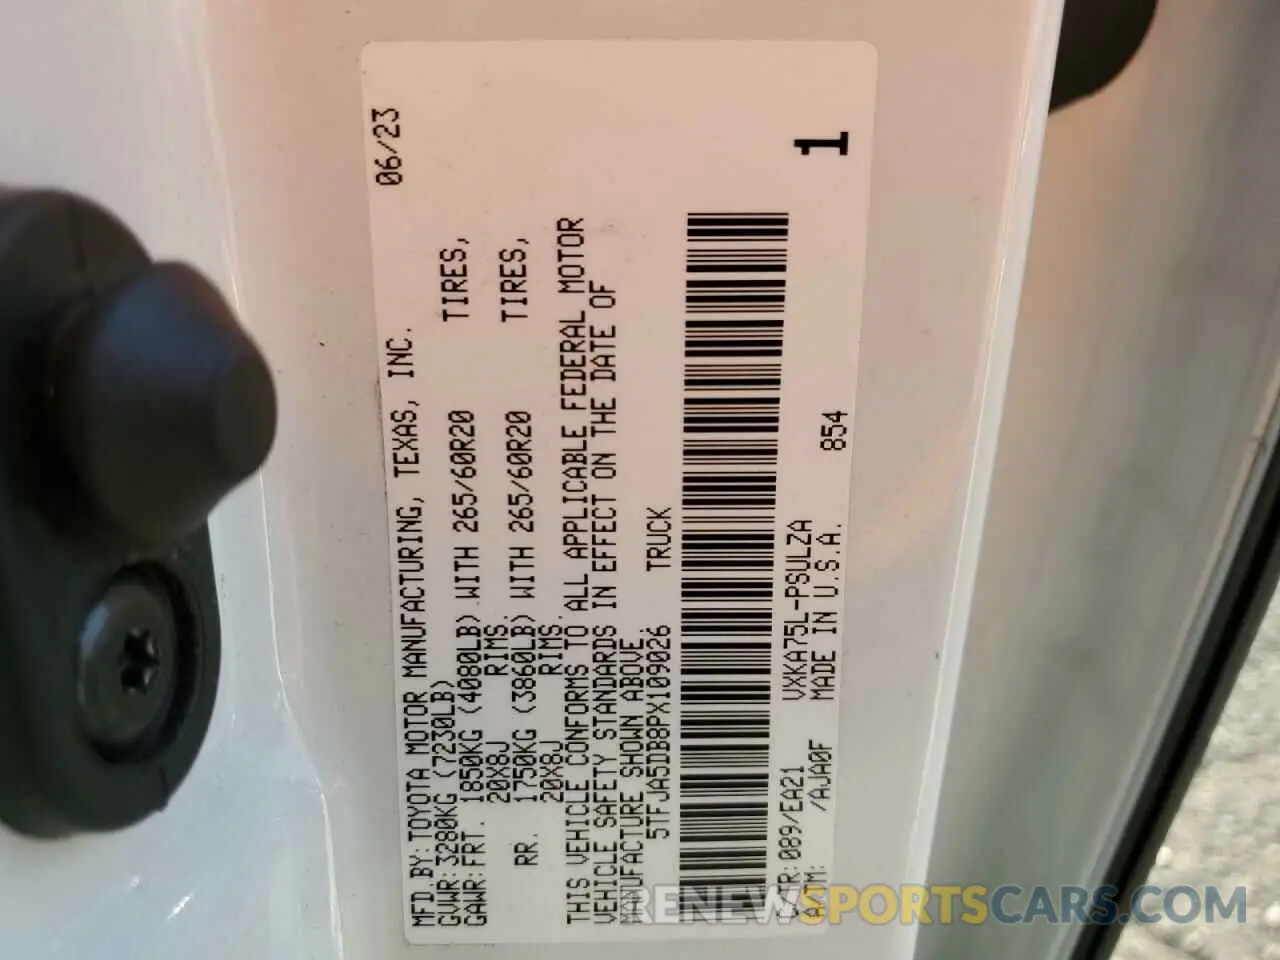 06/23
MFD.BY:TOYOTA MOTOR MANUFACTURING, TEXAS, INC.
GVWR:3280KG (7230LB)
GAWR:FRT. 1850KG (4080LB) WITH 265/60R20 TIRES,
20X8J RIMS.
RR. 1750KG (3860LB) WITH 265/60R20 TIRES,
20X8J RIMS.
THIS VEHICLE CONFORMS TO ALL APPLICABLE FEDERAL MOTOR
VEHICLE SAFETY STANDARDS IN EFFECT ON THE DATE OF
MANUFACTURE SHOWN ABOVE.
5TFJA5DB8PX109026 TRUCK
1
C/TR:089/EA21 VXKA75L-PSULZA
A/TM: /AJA0F MADE IN U.S.A. 854
RENEWSPORTSCARS.COM